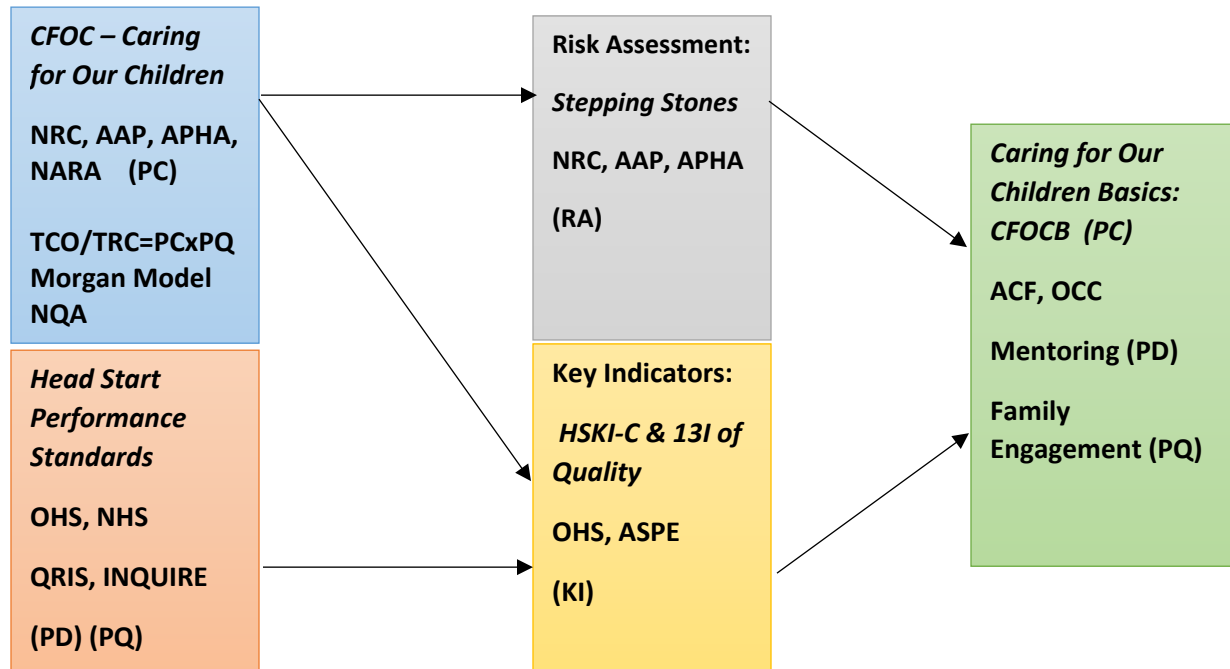 CFOC – Caring
for Our Children
NRC, AAP, APHA,
NARA (PC)
TCO/TRC=PCxPQ
Morgan Model
NQA
Head Start
Performance
Standards
OHS, NHS
QRIS, INQUIRE
(PD) (PQ)
Risk Assessment:
Stepping Stones
NRC, AAP, APHA
(RA)
Key Indicators:
HSKI-C & 13I of
Quality
OHS, ASPE
(KI)
Caring for Our
Children Basics:
CFOCB (PC)
ACF, OCC
Mentoring (PD)
Family
Engagement (PQ)